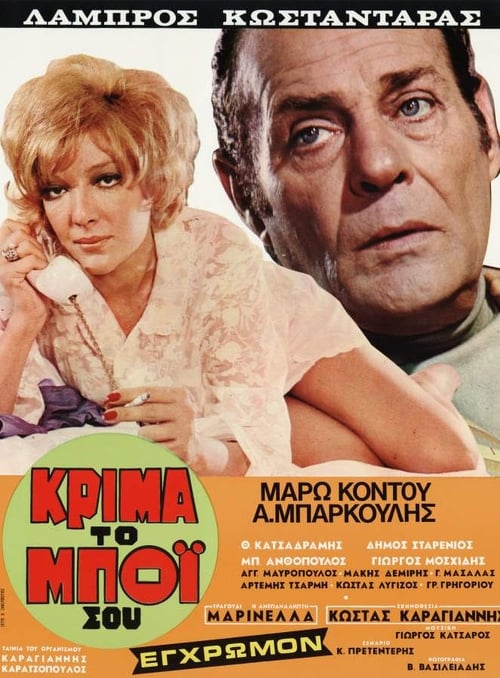 ΛΑΜΠΡΟΣ ΚΩΣΤΑΝΤΑΡΑΣ
ΚΡΙΜΑ
ΤΟ
ΜΠΟΪ
ΣΟΥ
ΜΑΡΩ ΚΟΝΤΟΥ
Α.ΜΠΑΡΚΟΥΛΗΣ
Θ ΚΑΤΣΑΔΡΑΜΗΣ ΔΗΜΟΣ ΣΤΑΡΕΝΙΟΣ
ΜΠ. ΑΝΘΟΠΟΥΛΟΣ ΓΙΩΡΓΟΣ ΜΟΣΧΙΔΗΣ
ΑΓΓ. ΜΑΥΡΟΠΟΥΛΟΣ · ΜΑΚΗΣ ΔΕΜΙΡΗΣ · Γ. ΜΑΣΑΛΑΣ
ΑΡΤΕΜΗΣ ΤΣΑΡΜΗ · ΚΩΣΤΑΣ ΛΥΓΙΖΟΣ · ΓΡ. ΓΡΗΓΟΡΙΟΥ
ΤΡΑΓΟΥΔΙ Η ΑΝΕΠΑΝΑΛΗΠΤΗ
ΜΑΡΙΝΕΛΛΑ
ΣΚΗΝΟΘΕΣΙΑ
ΚΩΣΤΑΣ ΚΑΡΑΓΙΑΝΝΗΣ
ΜΟΥΣΙΚΗ
ΓΙΩΡΓΟΣ ΚΑΤΣΑΡΟΣ
ΤΑΙΝΙΑ ΤΟΥ ΟΡΓΑΝΙΣΜΟΥ
ΚΑΡΑΓΙΑΝΝΗΣ
ΚΑΡΑΤΖΟΠΟΥΛΟΣ
ΕΓΧΡΩΜΟΝ
ΣΕΝΑΡΙΟ
Κ. ΠΡΕΤΕΝΤΕΡΗΣ
ΦΩΤΟΓΡΑΦΙΑ
Β. ΒΑΣΙΛΕΙΑΔΗΣ